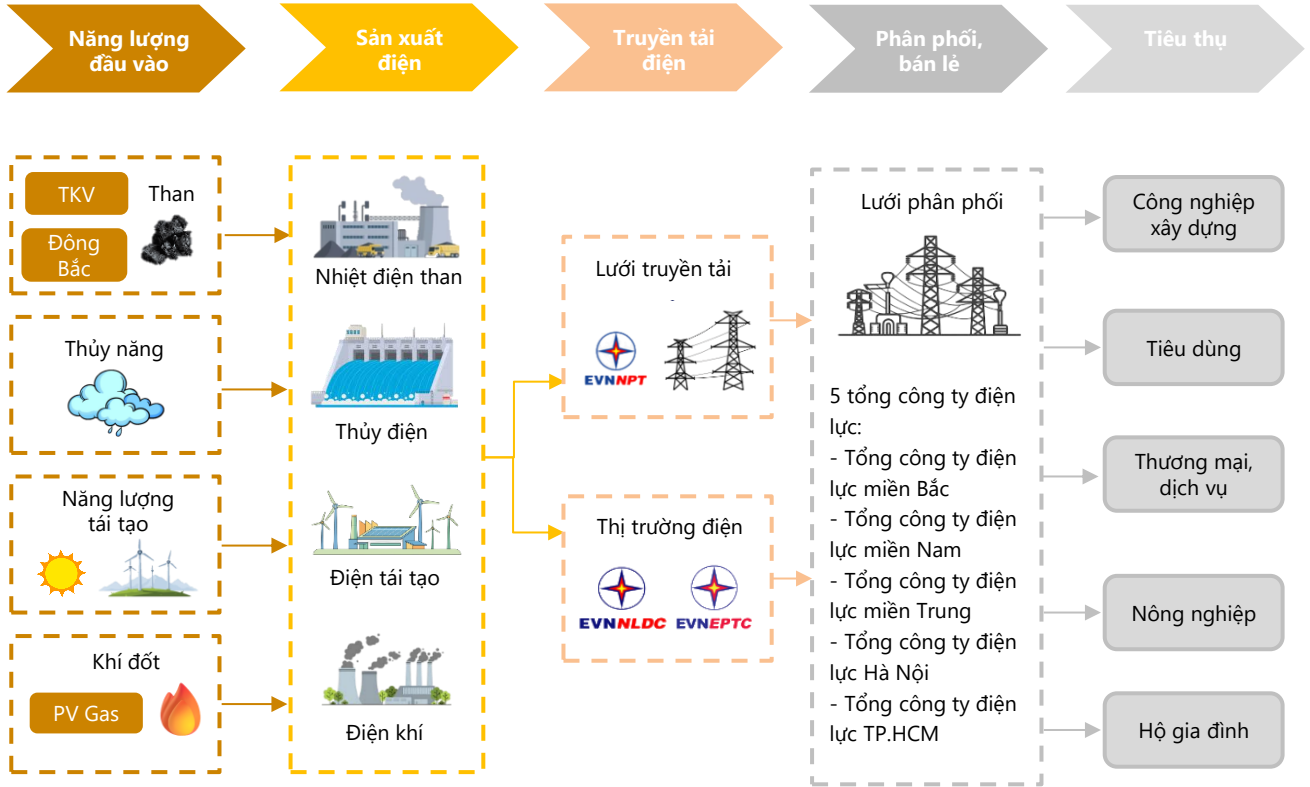 Năng lượng
đầu vào
Sản xuất
điện
Truyền tải
điện
Phân phối,
bán lẻ
Tiêu thụ
TKV
Than
Đông
Bắc
Thủy năng
Năng lượng
tái tạo
Khí đốt
PV Gas
Nhiệt điện than
Thủy điện
Điện tái tạo
Điện khí
Lưới truyền tải
EVNNPT
Thị trường điện
EVNNLDC
EVNEPTC
Lưới phân phối
5 tổng công ty điện
lực:
- Tổng công ty điện
lực miền Bắc
- Tổng công ty điện
lực miền Nam
- Tổng công ty điện
lực miền Trung
- Tổng công ty điện
lực Hà Nội
- Tổng công ty điện
lực TP.HCM
Công nghiệp
xây dựng
Tiêu dùng
Thương mại,
dịch vụ
Nông nghiệp
Hộ gia đình